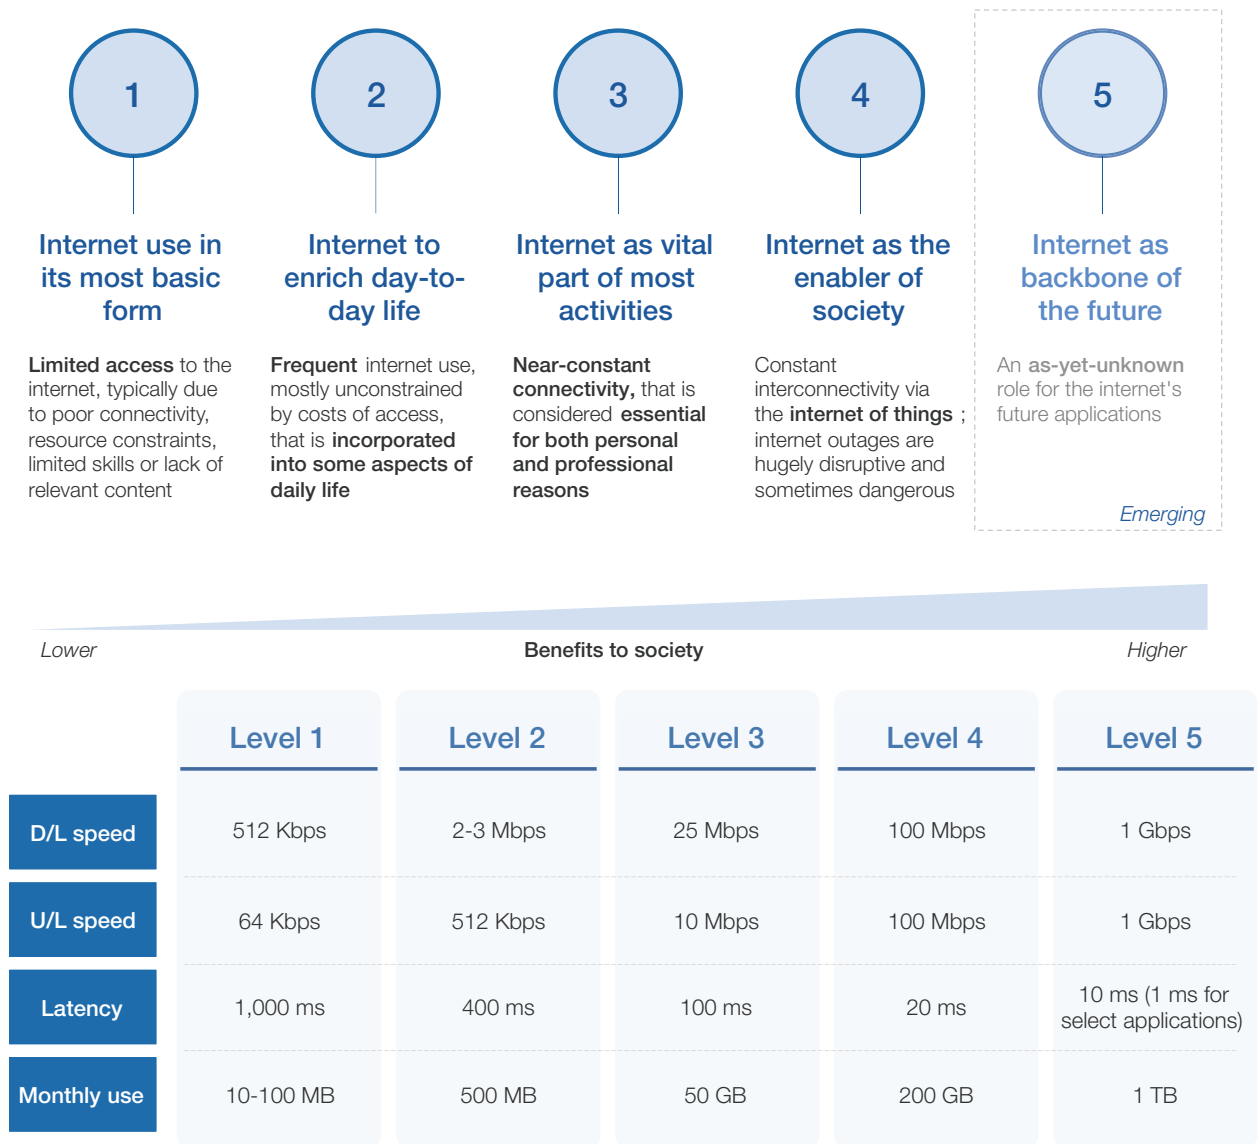 1
2
3
4
5
Internet use in
its most basic
form
Limited access to the
internet, typically due
to poor connectivity,
resource constraints,
limited skills or lack of
relevant content
Internet to
enrich day-to-
day life
Frequent internet use,
mostly unconstrained
by costs of access,
that is incorporated
into some aspects of
daily life
Internet as vital
part of most
activities
Near-constant
connectivity, that is
considered essential
for both personal
and professional
reasons
Internet as the
enabler of
society
Constant
interconnectivity via
the internet of things ;
internet outages are
hugely disruptive and
sometimes dangerous
Internet as
backbone of
the future
An as-yet-unknown
role for the internet's
future applications
Emerging
Lower
Benefits to society
Higher
Level 1
Level 2
Level 3
Level 4
Level 5
D/L speed
512 Kbps
2-3 Mbps
25 Mbps
100 Mbps
1 Gbps
U/L speed
64 Kbps
512 Kbps
10 Mbps
100 Mbps
1 Gbps
Latency
1,000 ms
400 ms
100 ms
20 ms
10 ms (1 ms for
select applications)
Monthly use
10-100 MB
500 MB
50 GB
200 GB
1 TB